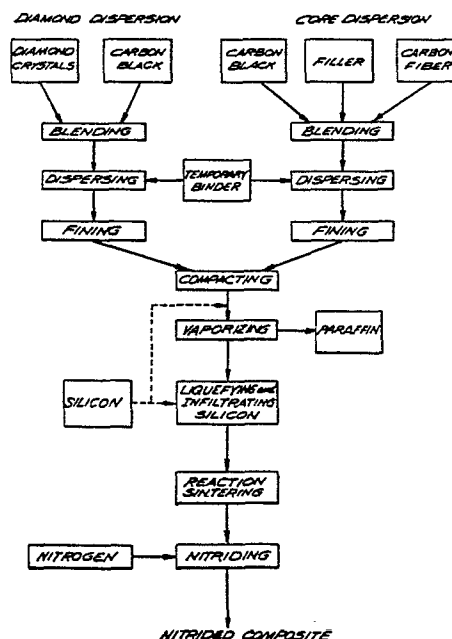 DIAMOND DISPERSION
CORE DISPERSION
DIAMOND
CRYSTALS
CARBON
BLACK
CARBON
BLACK
FILLER
CARBON
FIBER
BLENDING
BLENDING
DISPERSING
TEMPORARY
BINDER
DISPERSING
FINING
FINING
COMPACTING
VAPORIZING
PARAFFIN
SILICON
LIQUEFYING and
INFILTRATING
SILICON
REACTION
SINTERING
NITROGEN
NITRIDING
NITRIDED COMPOSITE